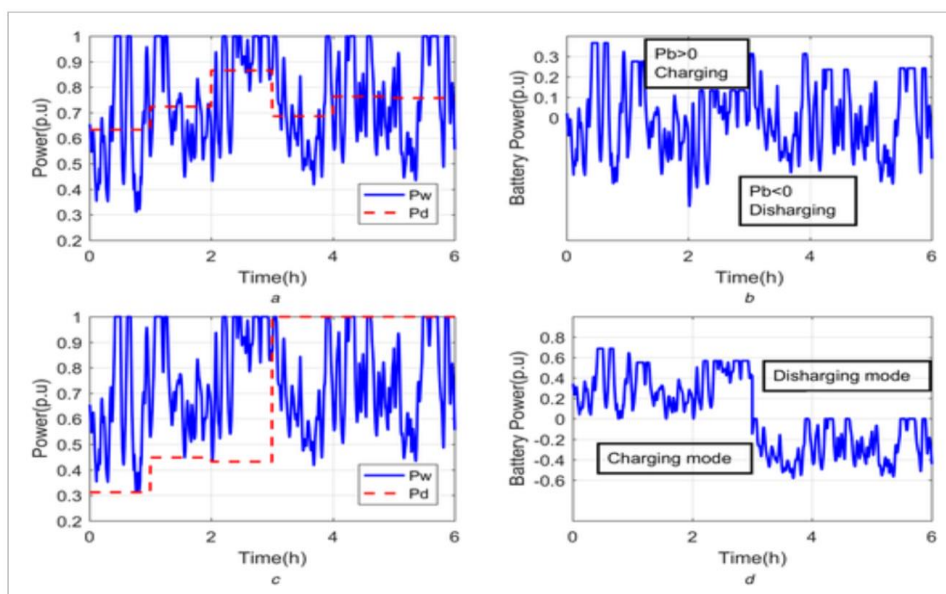 1
0.9
0.8
0.7
0.6
0.5
0.4
0.3
0.2
Power(p.u)
Pw
Pd
0 2 4 6
Time(h)
a
0.3
0.2
0.1
0
Battery Power(p.u)
Pb>0
Charging
Pb<0
Disharging
0 2 4 6
Time(h)
b
1
0.9
0.8
0.7
0.6
0.5
0.4
0.3
0.2
Power(p.u)
Pw
Pd
0 2 4 6
Time(h)
c
0.8
0.6
0.4
0.2
0
-0.2
-0.4
-0.6
Battery Power(p.u)
Disharging mode
Charging mode
0 2 4 6
Time(h)
d